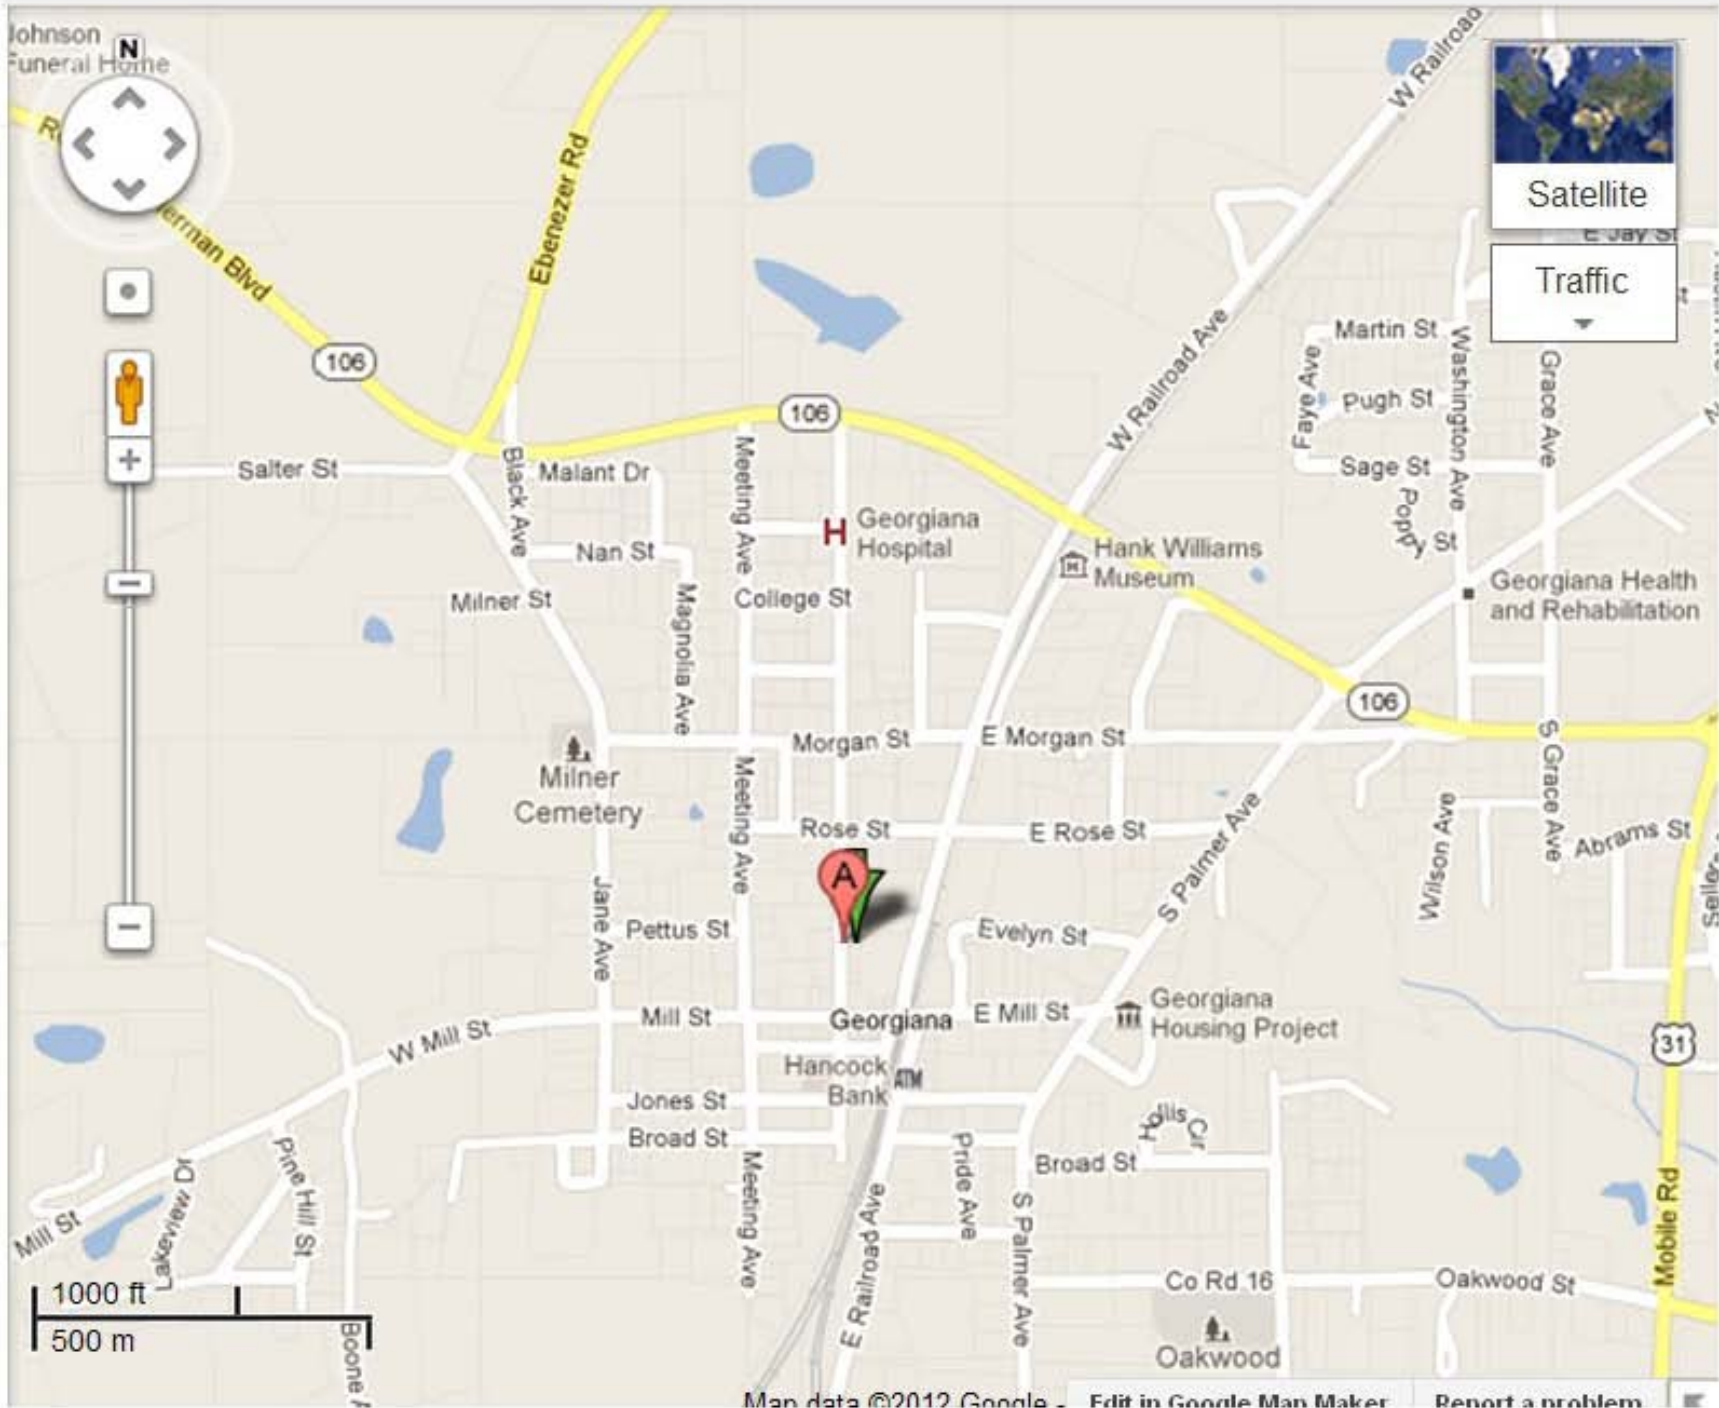 Johnson
Funeral Home
N
W Railroad
Satellite
E Jay St
Traffic
erman Blvd
Ebenezer Rd
106
W Railroad Ave
Martin St
Faye Ave
Pugh St
Washington Ave
Grace Ave
Sage St
Poppy St
106
Salter St
Black Ave
Malant Dr
Meeting Ave
H
Georgiana
Hospital
Nan St
Hank Williams
Museum
Georgiana Health
and Rehabilitation
Milner St
Magnolia Ave
College St
106
Milner
Cemetery
Morgan St
E Morgan St
S Grace Ave
Meeting Ave
Rose St
E Rose St
S Palmer Ave
Wilson Ave
Abrams St
A
Jane Ave
Pettus St
Evelyn St
W Mill St
Mill St
Georgiana
E Mill St
Georgiana
Housing Project
31
Hancock
Bank
ATM
Jones St
Broad St
Hollis Cir
Broad St
Pride Ave
Meeting Ave
Pine Hill St
Lakeview Dr
Mill St
E Railroad Ave
S Palmer Ave
Mobile Rd
Co Rd 16
Oakwood St
1000 ft
500 m
Boone
Oakwood
Map data ©2012 Google -
Edit in Google Map Maker
Report a problem